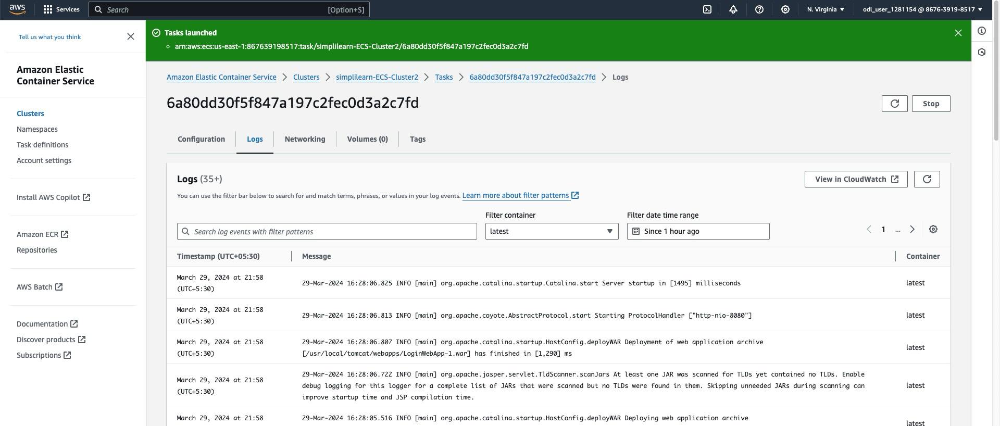 aws Services Search [Option+S] N. Virginia ▼ odl_user_1281154 @ 8676-3919-8517 ▼
Tell us what you think
Amazon Elastic
Container Service
Clusters
Namespaces
Task definitions
Account settings
Install AWS Copilot
Amazon ECR
Repositories
AWS Batch
Documentation
Discover products
Subscriptions
Tasks launched
arn:aws:ecs:us-east-1:867639198517:task/simplilearn-ECS-Cluster2/6a80dd30f5f847a197c2fec0d3a2c7fd
Amazon Elastic Container Service > Clusters > simplilearn-ECS-Cluster2 > Tasks > 6a80dd30f5f847a197c2fec0d3a2c7fd > Logs
6a80dd30f5f847a197c2fec0d3a2c7fd
Stop
Configuration Logs Networking Volumes (0) Tags
Logs (35+)
View in CloudWatch
You can use the filter bar below to search for and match terms, phrases, or values in your log events. Learn more about filter patterns
Filter container Filter date time range
Search log events with filter patterns latest Since 1 hour ago < 1 ... >
Timestamp (UTC+05:30) Message Container
March 29, 2024 at 21:58
(UTC+5:30)
29-Mar-2024 16:28:06.825 INFO [main] org.apache.catalina.startup.Catalina.start Server startup in [1495] milliseconds
latest
March 29, 2024 at 21:58
(UTC+5:30)
29-Mar-2024 16:28:06.813 INFO [main] org.apache.coyote.AbstractProtocol.start Starting ProtocolHandler ["http-nio-8080"]
latest
March 29, 2024 at 21:58
(UTC+5:30)
29-Mar-2024 16:28:06.807 INFO [main] org.apache.catalina.startup.HostConfig.deployWAR Deployment of web application archive
[/usr/local/tomcat/webapps/LoginWebApp-1.war] has finished in [1,290] ms
latest
March 29, 2024 at 21:58
(UTC+5:30)
29-Mar-2024 16:28:06.722 INFO [main] org.apache.jasper.servlet.TldScanner.scanJars At least one JAR was scanned for TLDs yet contained no TLDs. Enable
debug logging for this logger for a complete list of JARs that were scanned but no TLDs were found in them. Skipping unneeded JARs during scanning can
improve startup time and JSP compilation time.
latest
March 29, 2024 at 21:58
29-Mar-2024 16:28:05.516 INFO [main] org.apache.catalina.startup.HostConfig.deployWAR Deploying web application archive
latest